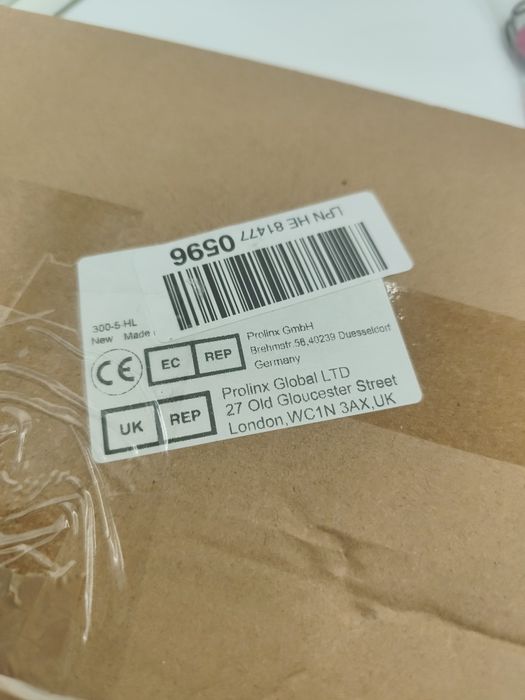 LPN HE 81477 0596
300-5-HL
New Made
CE
EC REP
Prolinx GmbH
Brehmstr.56,40239 Duesseldorf
Germany
UK REP
Prolinx Global LTD
27 Old Gloucester Street
London,WC1N 3AX,UK